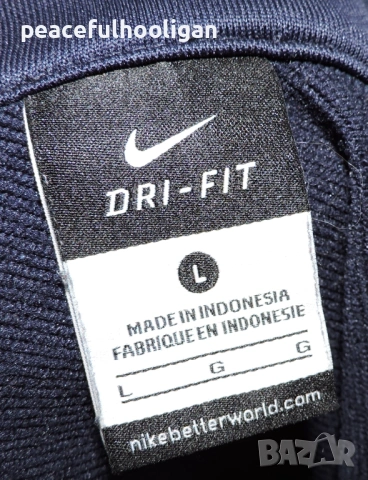 peacefulhooligan
DRI-FIT
L
MADE IN INDONESIA
FABRIQUE EN INDONESIE
L G G
nikebetterworld.com
BAZAR